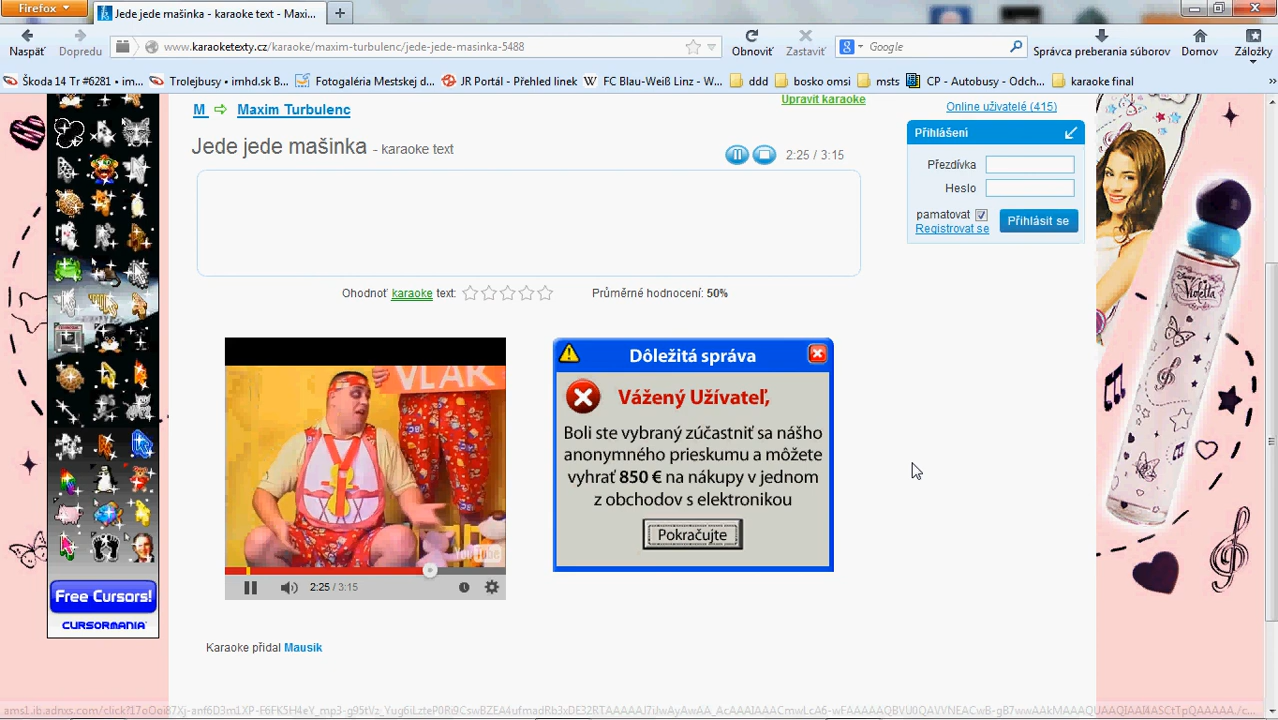 Firefox
Jede jede mašinka - karaoke text - Maxi...
Naspäť
Dopredu
www.karaoketexty.cz/karaoke/maxim-turbulenc/jede-jede-masinka-5488
Obnoviť
Zastaviť
Google
Správca preberania súborov
Domov
Záložky
Škoda 14 Tr #6281 • im...
Trolejbusy • imhd.sk B...
Fotogaléria Mestskej d...
JR Portál - Přehled linek
FC Blau-Weiß Linz - W...
ddd
bosko omsi
msts
CP - Autobusy - Odch...
karaoke final
M
Maxim Turbulenc
Upravit karaoke
Online uživatelé (415)
Jede jede mašinka - karaoke text
2:25 / 3:15
Přihlášení
Přezdívka
Heslo
pamatovat
Registrovat se
Přihlásit se
Ohodnoť karaoke text:
Průměrné hodnocení: 50%
VLAK
YouTube
2:25 / 3:15
Dôležitá správa
Vážený Užívateľ,
Boli ste vybraný zúčastniť sa nášho
anonymného prieskumu a môžete
vyhrať 850 € na nákupy v jednom
z obchodov s elektronikou
Pokračujte
Violetta
Free Cursors!
CURSORMANIA
Karaoke přidal Mausik